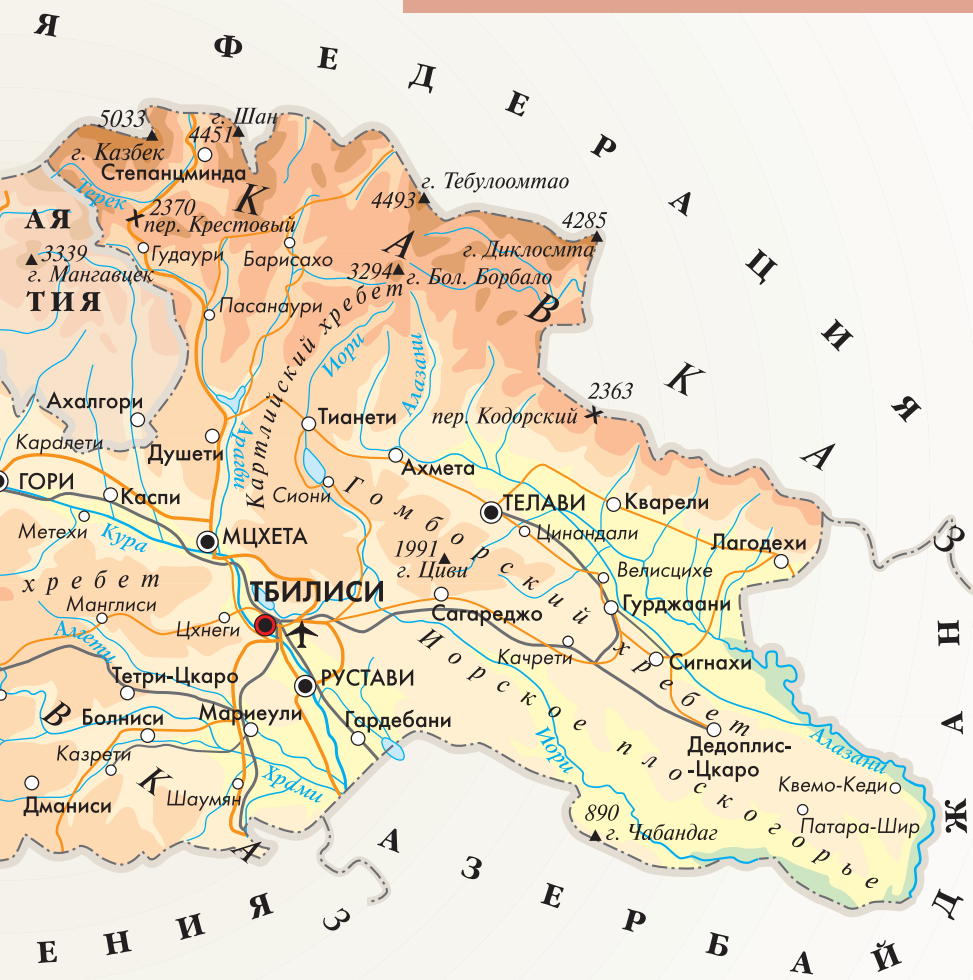 Я ФЕДЕРАЦИЯ
5033
г. Шан
4451
г. Казбек
Степанцминда
Терек
К
г. Тебулоомтао
4493
2370
пер. Крестовый
АЯ
4285
г. Диклосмта
А
3339
г. Мангавцек
Гудаури
Барисахо
3294
г. Бол. Борбало
ТИЯ
Пасанаури
В
Картлийский хребет
Иори
Алазани
К
2363
пер. Кодорский
Ахалгори
Тианети
А
Каралети
Душети
Арагви
Ахмета
ГОРИ
Каспи
Сиони
Гомборский хребет
ТЕЛАВИ
Кварели
Метехи
Кура
МЦХЕТА
Цинандали
Лагодехи
1991
г. Циви
хребет
ТБИЛИСИ
Велисцихе
Манглиси
Сагареджо
Гурджаани
Цхнеги
Алгети
Качрети
Сигнахи
Иорское плоскогорье
Тетри-Цкаро
РУСТАВИ
В
Болниси
Мариеули
Гардебани
Дедоплис-
-Цкаро
Алазани
Казрети
Иори
К
Храми
Квемо-Кеди
Дманиси
Шаумян
890
г. Чабандаг
Патара-Шир
А
ЕНИЯ
АЗЕРБАЙДЖАН
З
З